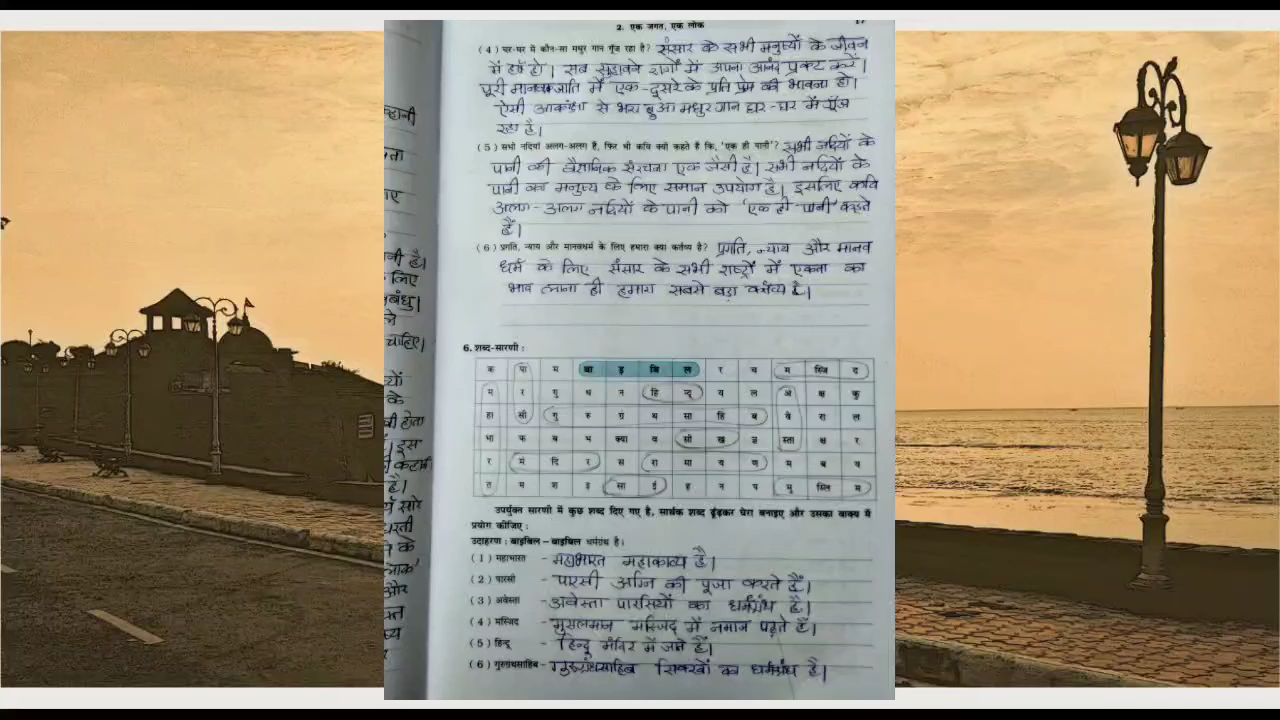 2. एक जगत, एक लोक
17
( 4 ) घर-घर में कौन-सा मधुर गान गूँज रहा है? संसार के सभी मनुष्यों के जीवन
में हर्ष हो। सब सुहावने रागों में अपना आनंद प्रकट करें।
पूरी मानवजाति में एक-दूसरे के प्रति प्रेम की भावना हो।
ऐसी आकांक्षा से भरा हुआ मधुर गान घर-घर में गूँज
रहा है।
( 5 ) सभी नदियाँ अलग-अलग हैं, फिर भी कवि क्यों कहते हैं कि, 'एक ही पानी'? सभी नदियों के
पानी की वैज्ञानिक संरचना एक जैसी है। सभी नदियों के
पानी का मनुष्य के लिए समान उपयोग है। इसलिए कवि
अलग-अलग नदियों के पानी को 'एक ही पानी' कहते
हैं।
( 6 ) प्रगति, न्याय और मानवधर्म के लिए हमारा क्या कर्तव्य है? प्रगति, न्याय और मानव
धर्म के लिए संसार के सभी राष्ट्रों में एकता का
भाव लाना ही हमारा सबसे बड़ा कर्तव्य है।
6. शब्द-सारणी :
क पा म बा इ बि ल र च म स्जि द
म र गु ध न हि न्दू य ल अ क्ष कु
हा सी गु रु ग्रं थ सा हि ब वे रा ल
भा फ ब भ क्या व सी ख ज्ञ स्ता क्ष र
र मं दि र स रा मा य ण म ब य
त म श इ सा ई ह न प मु स्लि म
उपर्युक्त सारणी में कुछ शब्द दिए गए है, सार्थक शब्द ढूंढ़कर घेरा बनाइए और उसका वाक्य में
प्रयोग कीजिए :
उदाहरण : बाइबिल – बाइबिल धर्मग्रंथ है।
( 1 ) महाभारत - महाभारत महाकाव्य है।
( 2 ) पारसी - पारसी अग्नि की पूजा करते हैं।
( 3 ) अवेस्ता - अवेस्ता पारसियों का धर्मग्रंथ है।
( 4 ) मस्जिद - मुसलमान मस्जिद में नमाज पढ़ते हैं।
( 5 ) हिन्दू - हिन्दू मंदिर में जाते हैं।
( 6 ) गुरुग्रंथसाहिब - गुरुग्रंथसाहिब सिक्खों का धर्मग्रंथ है।